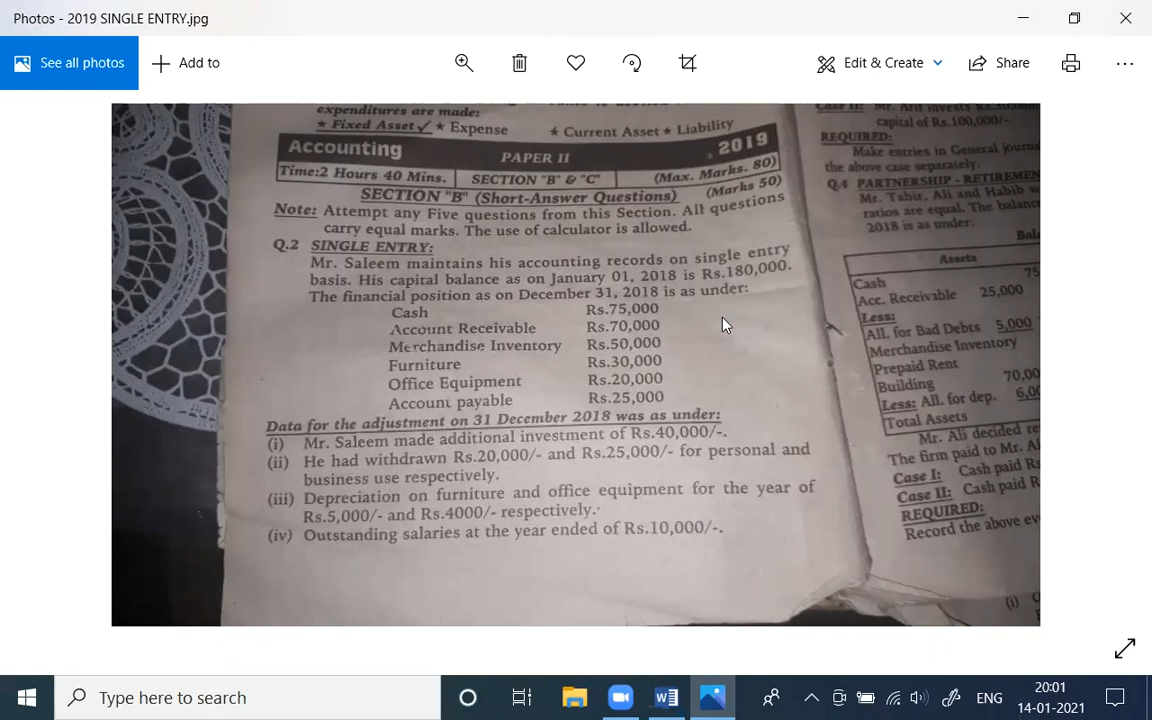 Photos - 2019 SINGLE ENTRY.jpg
See all photos
Add to
Edit & Create
Share
expenditures are made:
★ Fixed Asset ✓ ★ Expense ★ Current Asset ★ Liability
Accounting PAPER II 2019
Time:2 Hours 40 Mins. SECTION "B" & "C" (Max. Marks. 80)
SECTION "B" (Short-Answer Questions) (Marks 50)
Note: Attempt any Five questions from this Section. All questions
carry equal marks. The use of calculator is allowed.
Q.2 SINGLE ENTRY:
Mr. Saleem maintains his accounting records on single entry
basis. His capital balance as on January 01, 2018 is Rs.180,000.
The financial position as on December 31, 2018 is as under:
Cash Rs.75,000
Account Receivable Rs.70,000
Merchandise Inventory Rs.50,000
Furniture Rs.30,000
Office Equipment Rs.20,000
Account payable Rs.25,000
Data for the adjustment on 31 December 2018 was as under:
(i) Mr. Saleem made additional investment of Rs.40,000/-.
(ii) He had withdrawn Rs.20,000/- and Rs.25,000/- for personal and
business use respectively.
(iii) Depreciation on furniture and office equipment for the year of
Rs.5,000/- and Rs.4000/- respectively.
(iv) Outstanding salaries at the year ended of Rs.10,000/-.
Mr. Arif invests
capital of Rs.100,000/-
REQUIRED:
Make entries in General journa
the above case separately.
Q.4 PARTNERSHIP - RETIREMEN
Mr. Tahir, Ali and Habib w
ratios are equal. The balanc
2018 is as under:
Bal
Assets
Cash 75
Acc. Receivable 25,000
Less:
All. for Bad Debts 5,000
Merchandise Inventory
Prepaid Rent
Building 70,00
Less: All. for dep. 6,00
Total Assets
Mr. Ali decided re
The firm paid to Mr. A
Case I: Cash paid R
Case II: Cash paid R
REQUIRED:
Record the above ev
(i)
Type here to search
ENG
20:01
14-01-2021